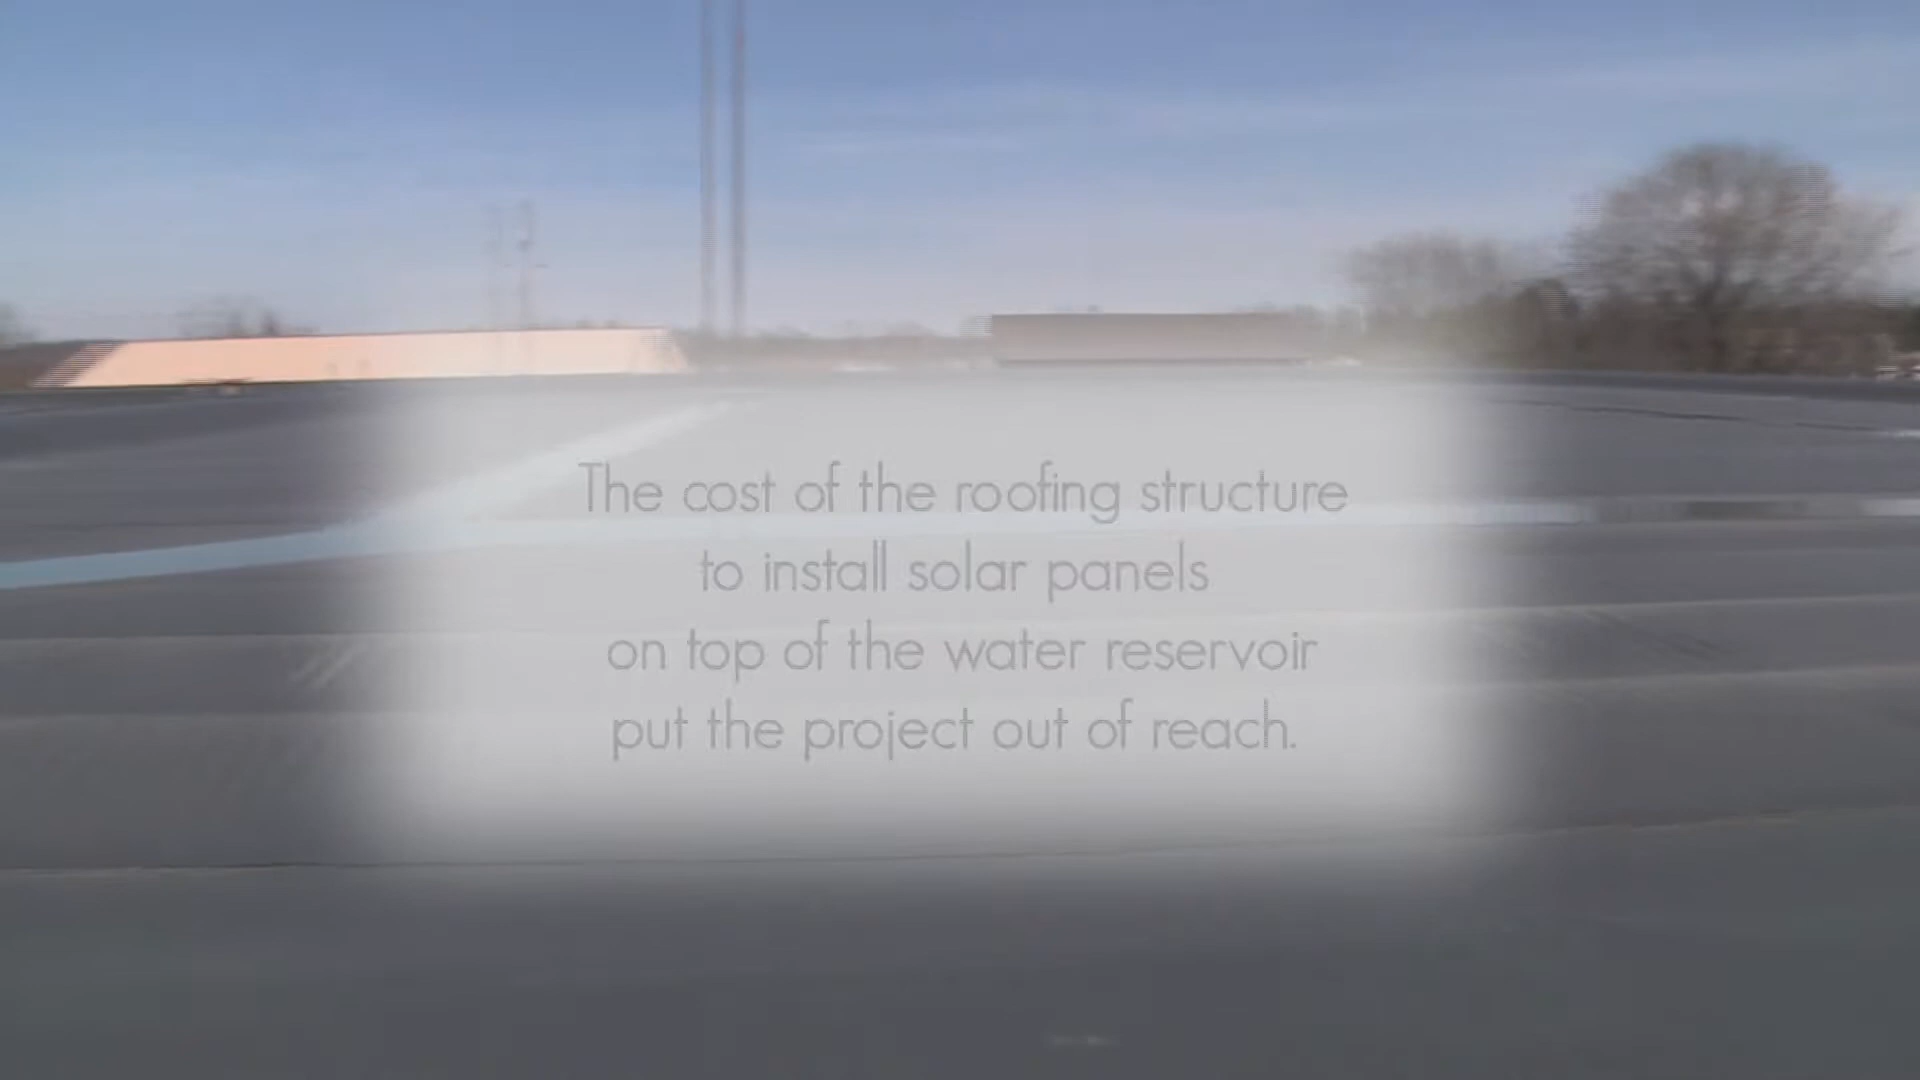 The cost of the roofing structure
to install solar panels
on top of the water reservoir
put the project out of reach.